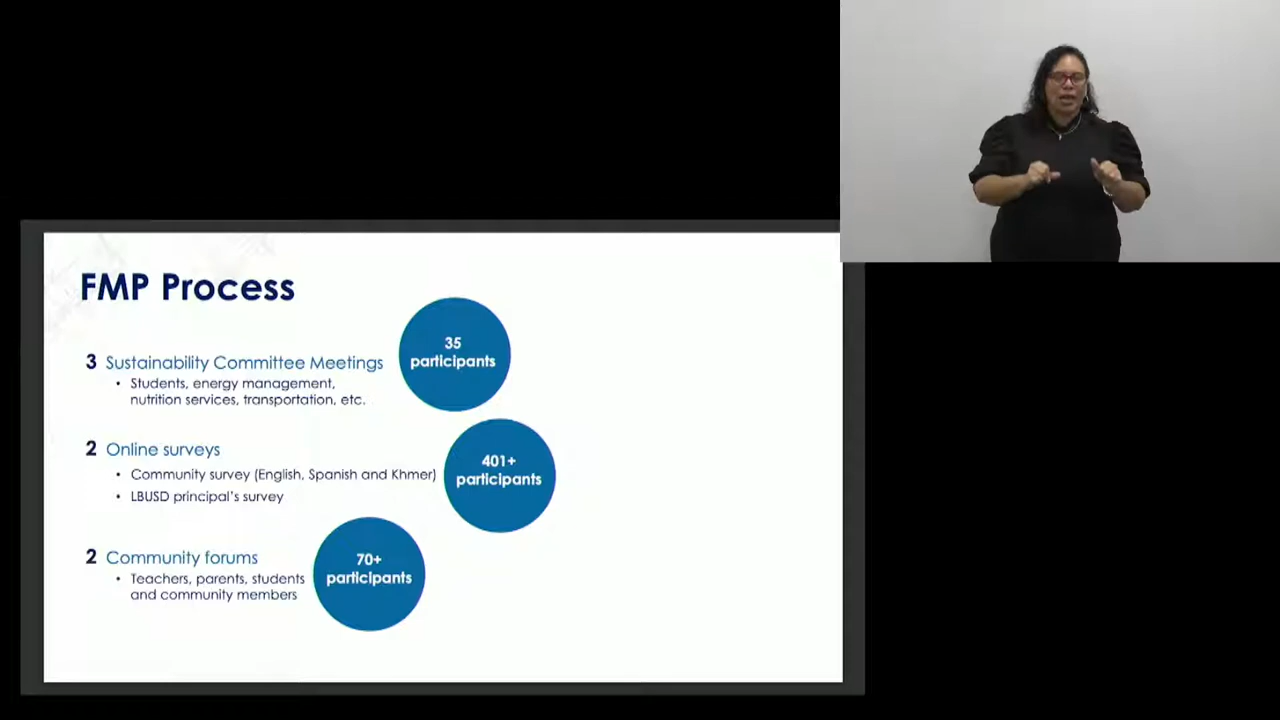 FMP Process
3 Sustainability Committee Meetings
• Students, energy management,
nutrition services, transportation, etc.
35
participants
2 Online surveys
• Community survey (English, Spanish and Khmer)
• LBUSD principal's survey
401+
participants
2 Community forums
• Teachers, parents, students
and community members
70+
participants